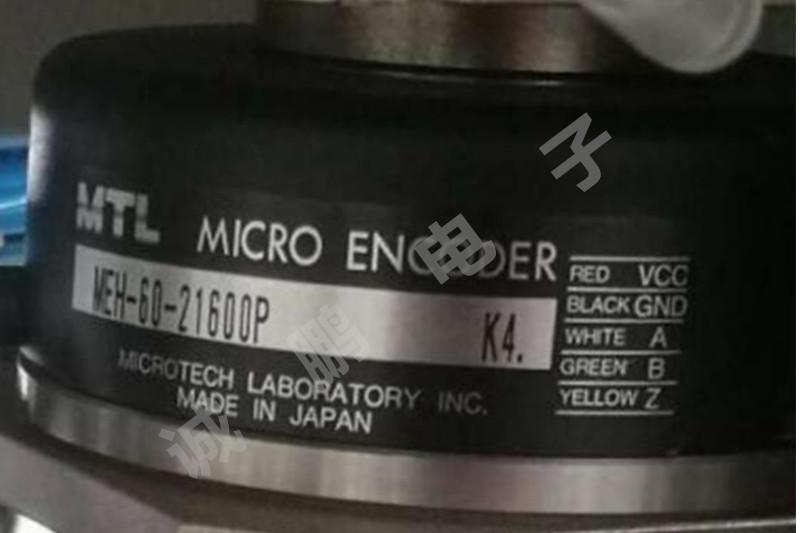 MTL
MICRO ENCODER
MEH-60-21600P K4.
MICROTECH LABORATORY INC.
MADE IN JAPAN
RED VCC
BLACK GND
WHITE A
GREEN B
YELLOW Z
诚鹏电子